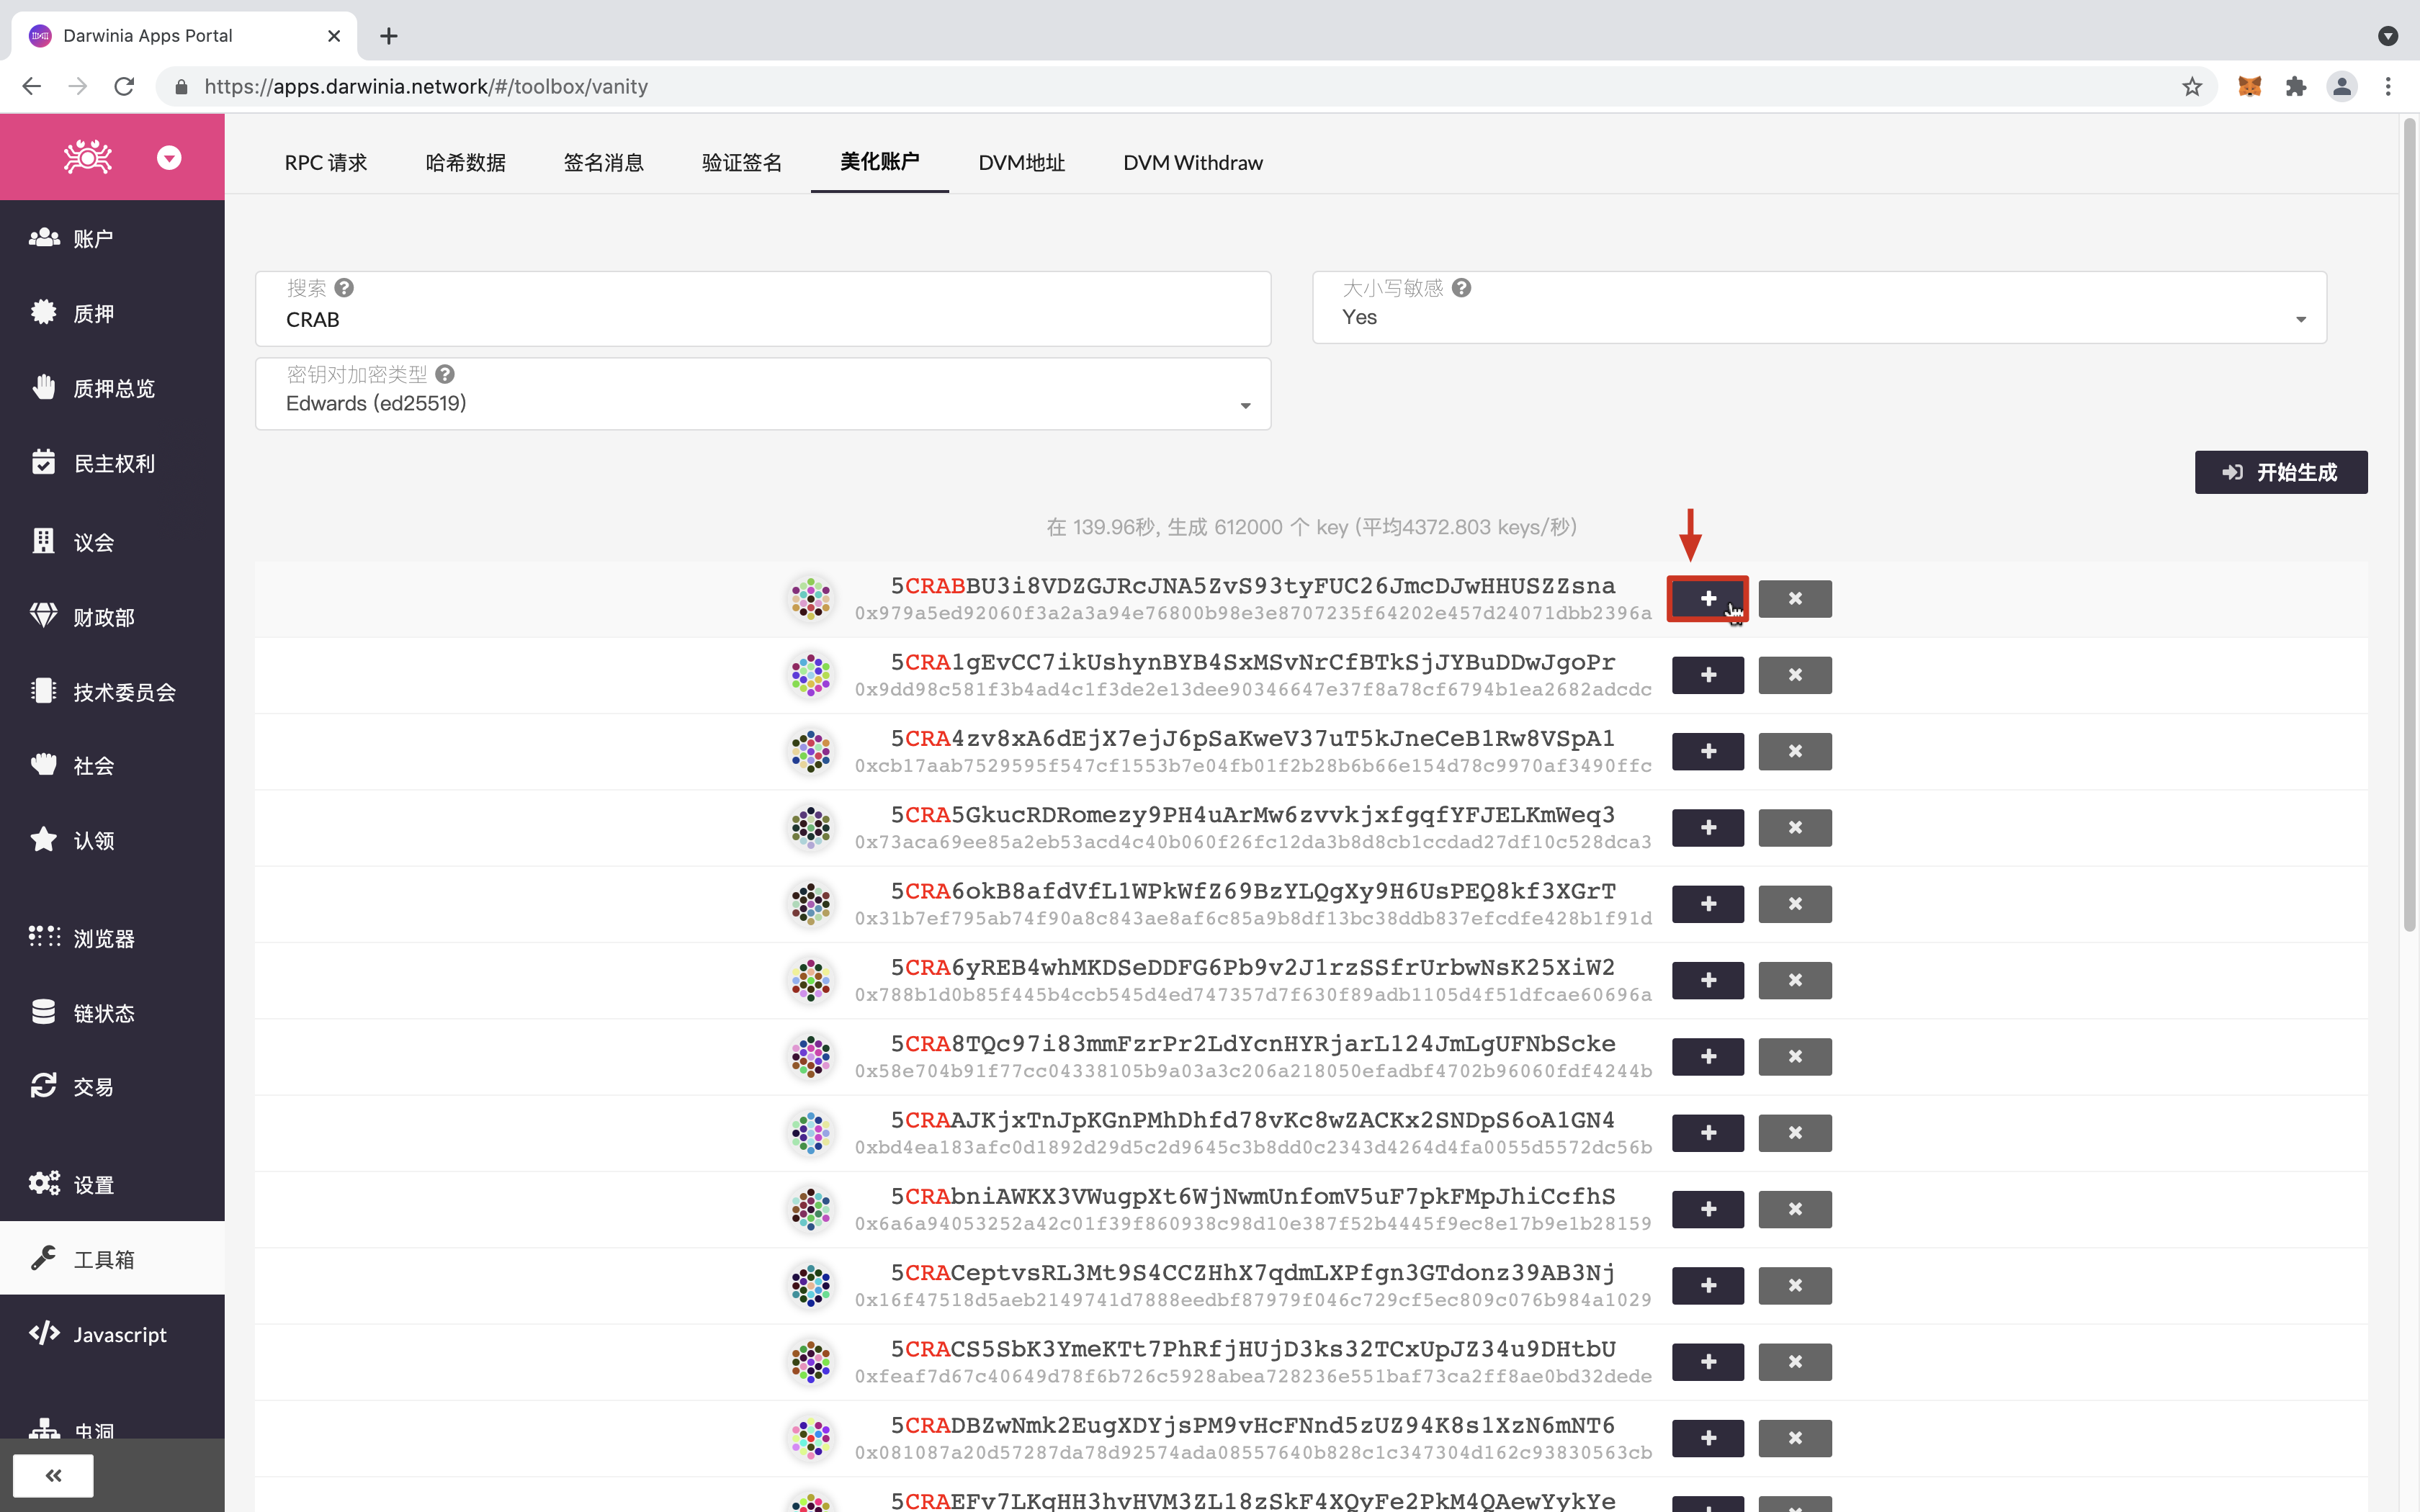 Darwinia Apps Portal
https://apps.darwinia.network/#/toolbox/vanity
RPC 请求
哈希数据
签名消息
验证签名
美化账户
DVM地址
DVM Withdraw
账户
质押
质押总览
民主权利
议会
财政部
技术委员会
社会
认领
浏览器
链状态
交易
设置
工具箱
Javascript
虫洞
搜索
CRAB
大小写敏感
Yes
密钥对加密类型
Edwards (ed25519)
开始生成
在 139.96秒, 生成 612000 个 key (平均4372.803 keys/秒)
5CRABBU3i8VDZGJRcJNA5ZvS93tyFUC26JmcDJwHHUSZZsna
0x979a5ed92060f3a2a3a94e76800b98e3e8707235f64202e457d24071dbb2396a
5CRA1gEvCC7ikUshynBYB4SxMSvNrCfBTkSjJYBuDDwJgoPr
0x9dd98c581f3b4ad4c1f3de2e13dee90346647e37f8a78cf6794b1ea2682adcdc
5CRA4zv8xA6dEjX7ejJ6pSaKweV37uT5kJneCeB1Rw8VSpA1
0xcb17aab7529595f547cf1553b7e04fb01f2b28b6b66e154d78c9970af3490ffc
5CRA5GkucRDRomezy9PH4uArMw6zvvkjxfgqfYFJELKmWeq3
0x73aca69ee85a2eb53acd4c40b060f26fc12da3b8d8cb1ccdad27df10c528dca3
5CRA6okB8afdVfL1WPkWfZ69BzYLQgXy9H6UsPEQ8kf3XGrT
0x31b7ef795ab74f90a8c843ae8af6c85a9b8df13bc38ddb837efcdfe428b1f91d
5CRA6yREB4whMKDSeDDFG6Pb9v2J1rzSSfrUrbwNsK25XiW2
0x788b1d0b85f445b4ccb545d4ed747357d7f630f89adb1105d4f51dfcae60696a
5CRA8TQc97i83mmFzrPr2LdYcnHYRjarL124JmLgUFNbScke
0x58e704b91f77cc04338105b9a03a3c206a218050efadbf4702b96060fdf4244b
5CRAAJKjxTnJpKGnPMhDhfd78vKc8wZACKx2SNDpS6oA1GN4
0xbd4ea183afc0d1892d29d5c2d9645c3b8dd0c2343d4264d4fa0055d5572dc56b
5CRAbniAWKX3VWugpXt6WjNwmUnfomV5uF7pkFMpJhiCcfhS
0x6a6a94053252a42c01f39f860938c98d10e387f52b4445f9ec8e17b9e1b28159
5CRACeptvsRL3Mt9S4CCZHhX7qdmLXPfgn3GTdonz39AB3Nj
0x16f47518d5aeb2149741d7888eedbf87979f046c729cf5ec809c076b984a1029
5CRACS5SbK3YmeKTt7PhRfjHUjD3ks32TCxUpJZ34u9DHtbU
0xfeaf7d67c40649d78f6b726c5928abea728236e551baf73ca2ff8ae0bd32dede
5CRADBZwNmk2EugXDYjsPM9vHcFNnd5zUZ94K8s1XzN6mNT6
0x081087a20d57287da78d92574ada08557640b828c1c347304d162c93830563cb
5CRAEFv7LKqHH3hvHVM3ZL18zSkF4XQyFe2PkM4QAewYykYe